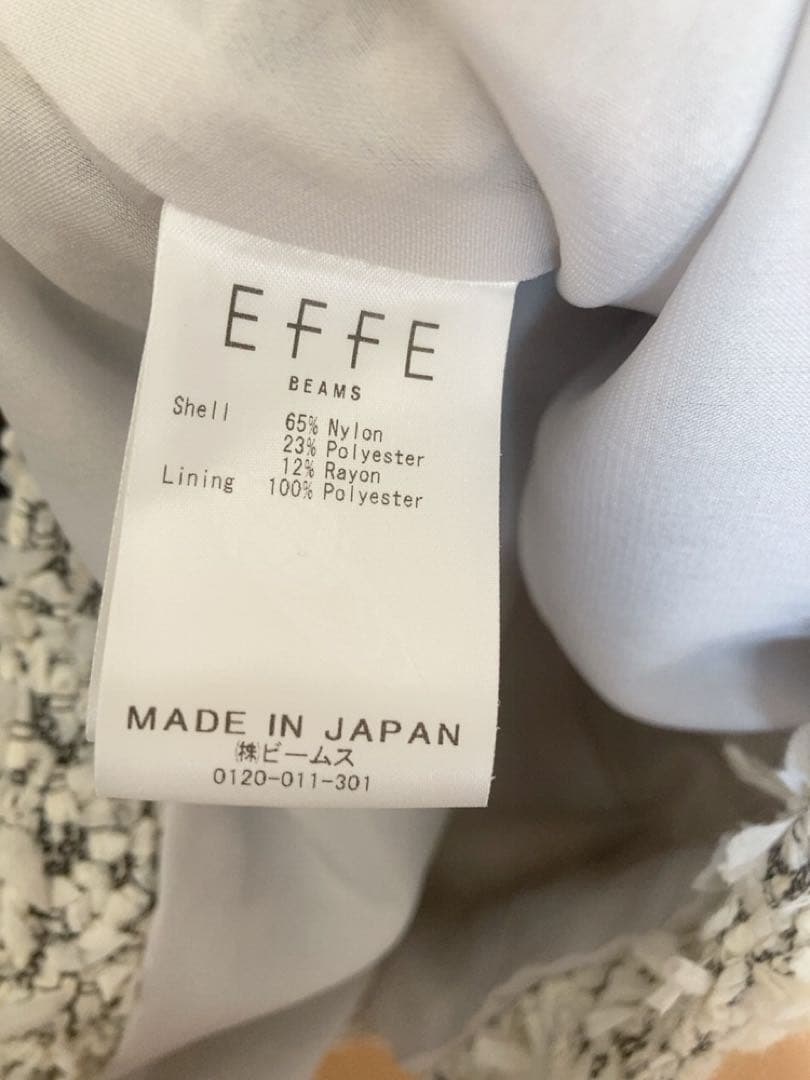 EFFE
BEAMS
Shell 65% Nylon
23% Polyester
12% Rayon
Lining 100% Polyester
MADE IN JAPAN
㈱ビームス
0120-011-301